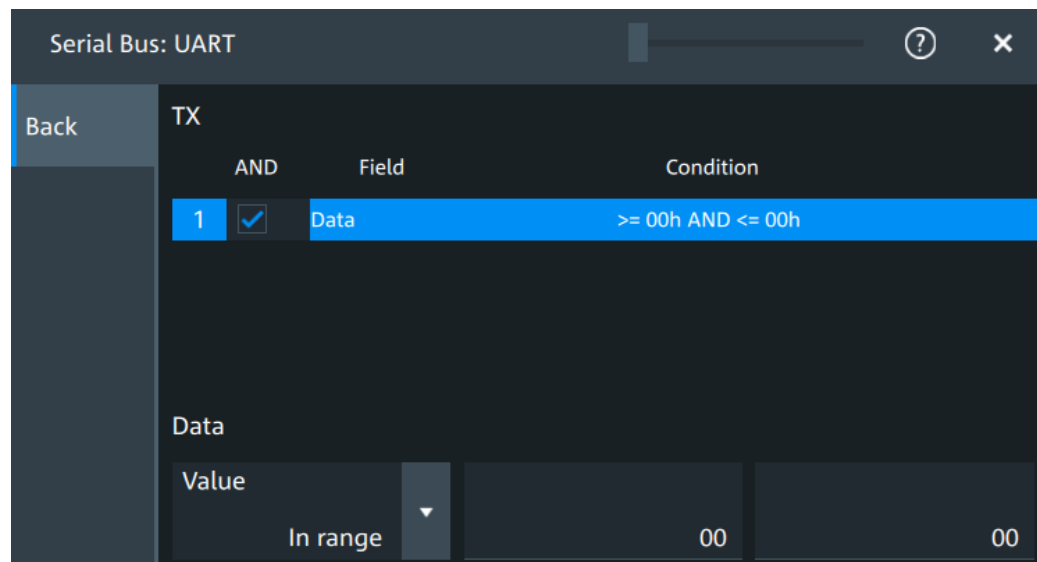 Serial Bus: UART ? ×
Back
TX
AND Field Condition
1 Data >= 00h AND <= 00h
Data
Value
In range 00 00